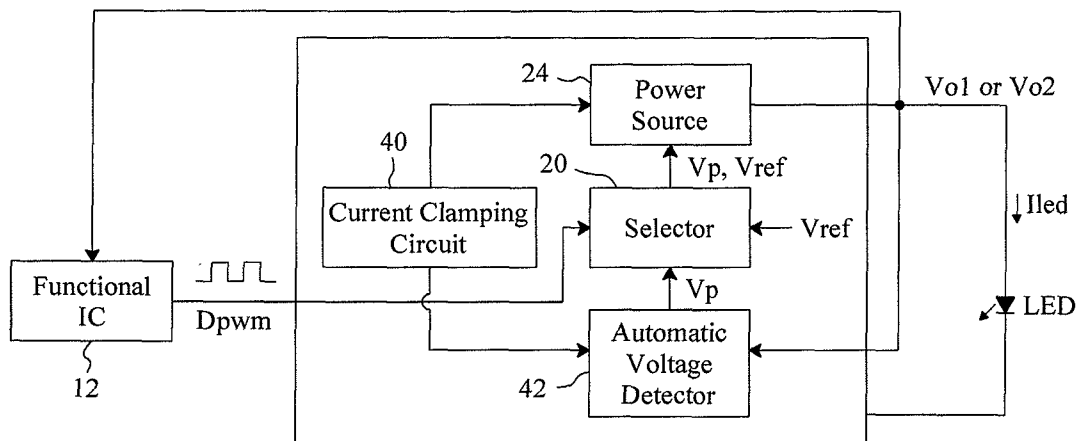 24
Power
Source
Vo1 or Vo2
40
20
Vp, Vref
Current Clamping
Circuit
Selector
Vref
Iled
Functional
IC
Dpwm
Vp
LED
12
Automatic
Voltage
Detector
42